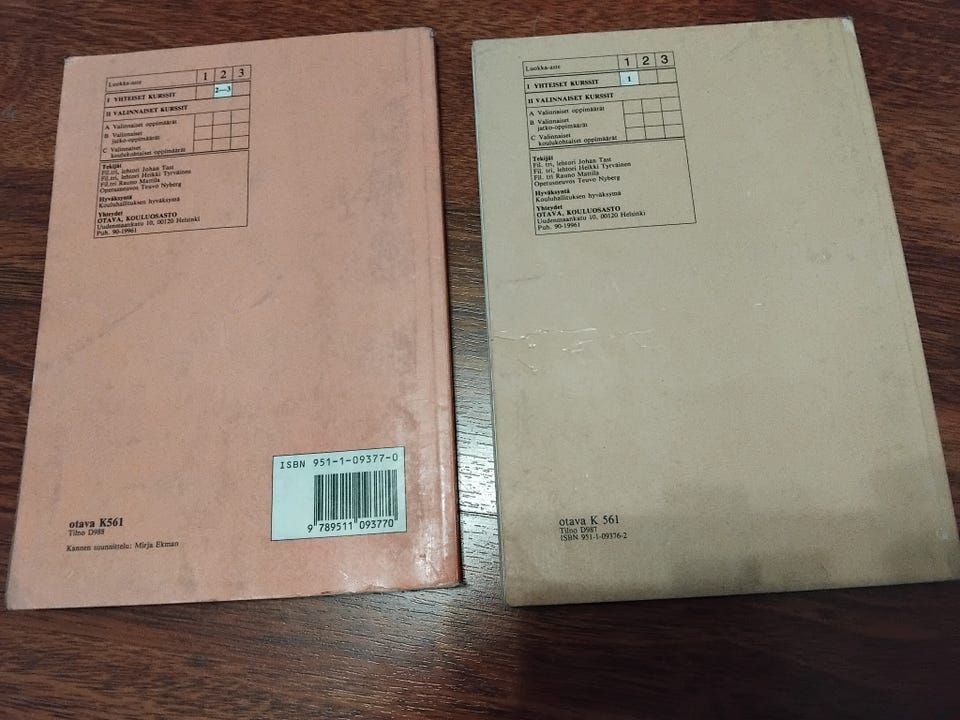 Luokka-aste 1 2 3
I YHTEISET KURSSIT 2—3
II VALINNAISET KURSSIT
A Valinnaiset oppimäärät
B Valinnaiset
jatko-oppimäärät
C Valinnaiset
koulukohtaiset oppimäärät
Tekijät
Fil. tri, lehtori Johan Tast
Fil. tri, lehtori Heikki Tyrväinen
Fil.tri Rauno Mattila
Opetusneuvos Teuvo Nyberg
Hyväksyntä
Kouluhallituksen hyväksymä
Yhteydet
OTAVA, KOULUOSASTO
Uudenmaankatu 10, 00120 Helsinki
Puh. 90-19961
ISBN 951-1-09377-0
9 789511 093770
otava K561
Tilno D988
Kannen suunnittelu: Mirja Ekman
Luokka-aste 1 2 3
I YHTEISET KURSSIT 1
II VALINNAISET KURSSIT
A Valinnaiset oppimäärät
B Valinnaiset
jatko-oppimäärät
C Valinnaiset
koulukohtaiset oppimäärät
Tekijät
Fil. tri, lehtori Johan Tast
Fil. tri, lehtori Heikki Tyrväinen
Fil. tri Rauno Mattila
Opetusneuvos Teuvo Nyberg
Hyväksyntä
Kouluhallituksen hyväksymä
Yhteydet
OTAVA, KOULUOSASTO
Uudenmaankatu 10, 00120 Helsinki
Puh. 90-19961
otava K 561
Tilno D987
ISBN 951-1-09376-2